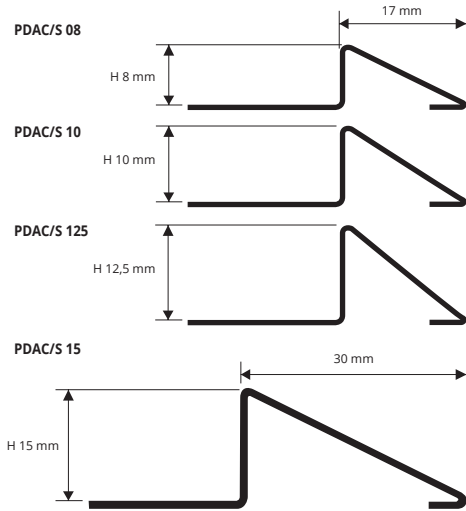 17 mm
PDAC/S 08
H 8 mm
PDAC/S 10
H 10 mm
PDAC/S 125
H 12,5 mm
PDAC/S 15
30 mm
H 15 mm